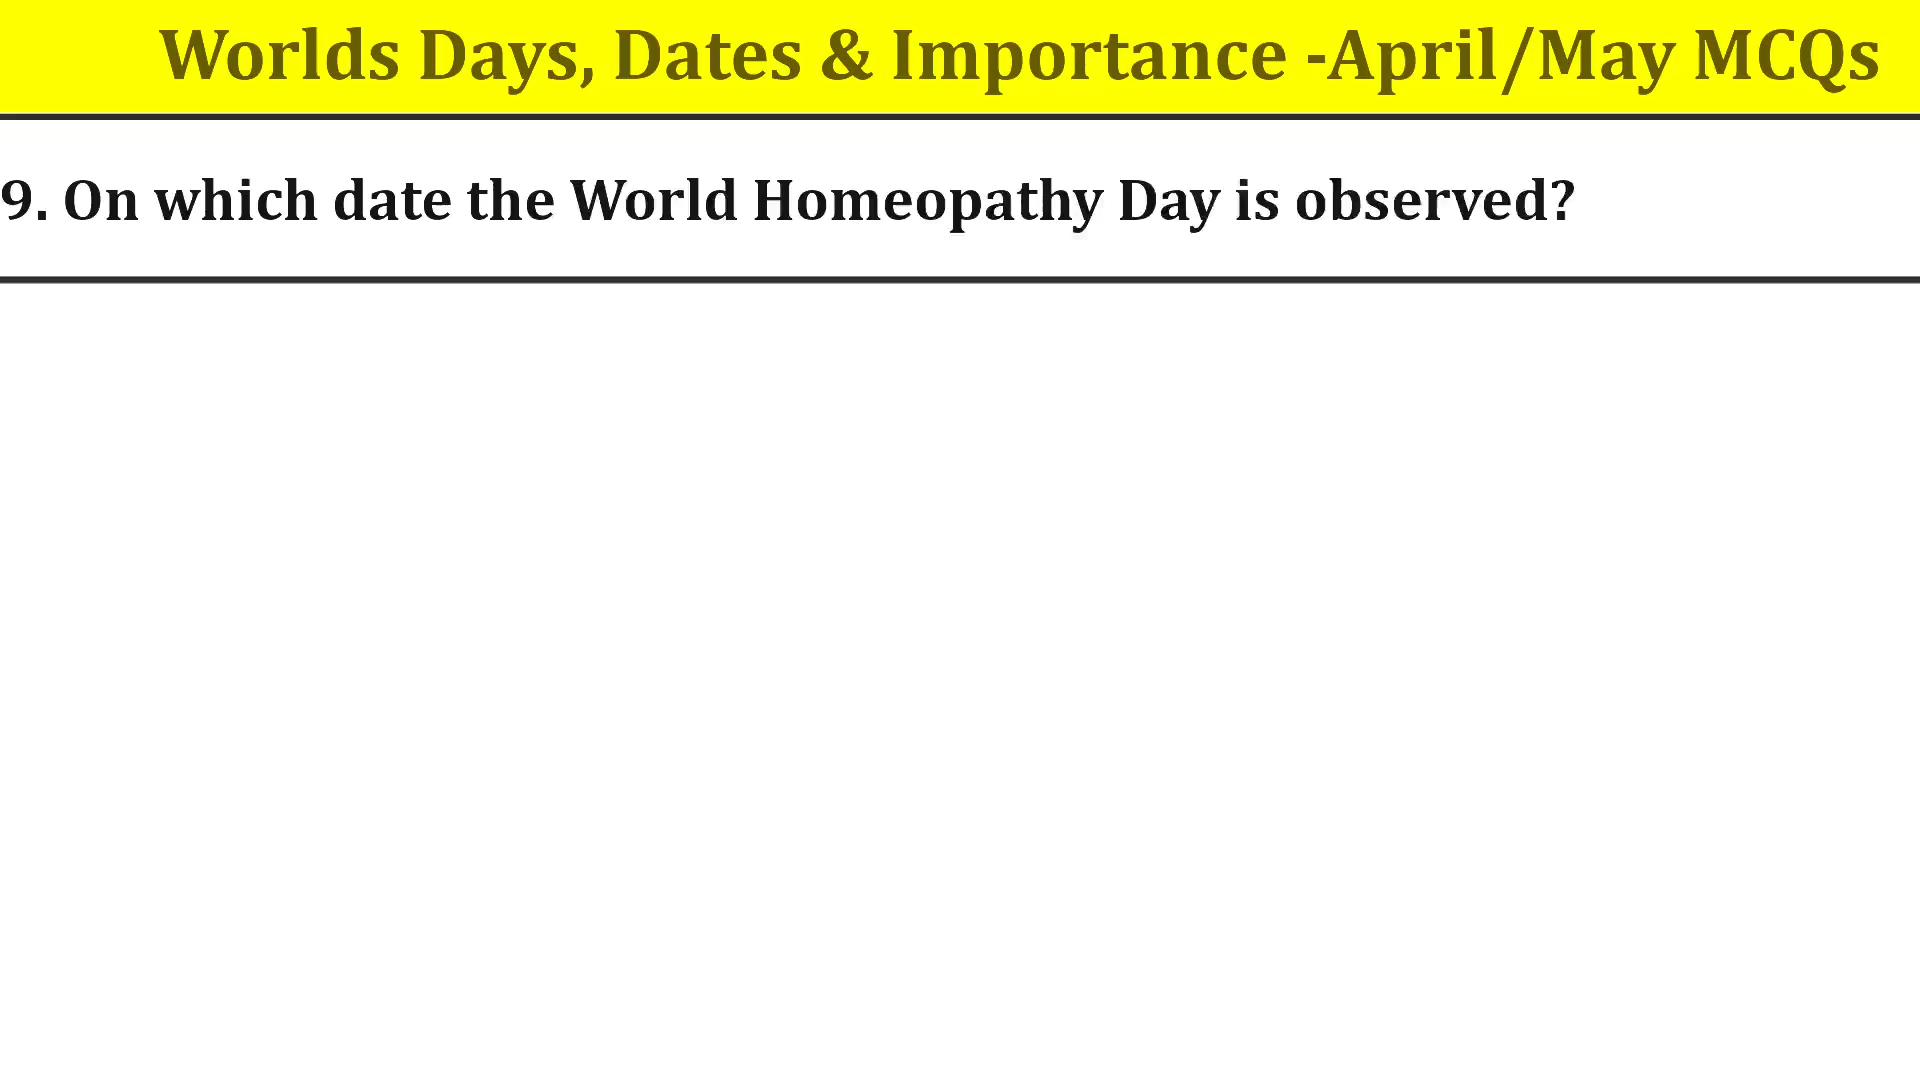 Worlds Days, Dates & Importance -April/May MCQs
9. On which date the World Homeopathy Day is observed?